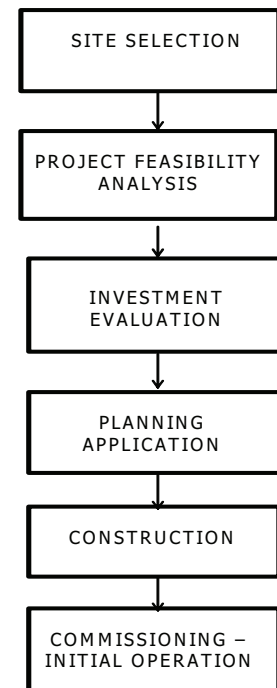 SITE SELECTION
PROJECT FEASIBILITY
ANALYSIS
INVESTMENT
EVALUATION
PLANNING
APPLICATION
CONSTRUCTION
COMMISSIONING –
INITIAL OPERATION